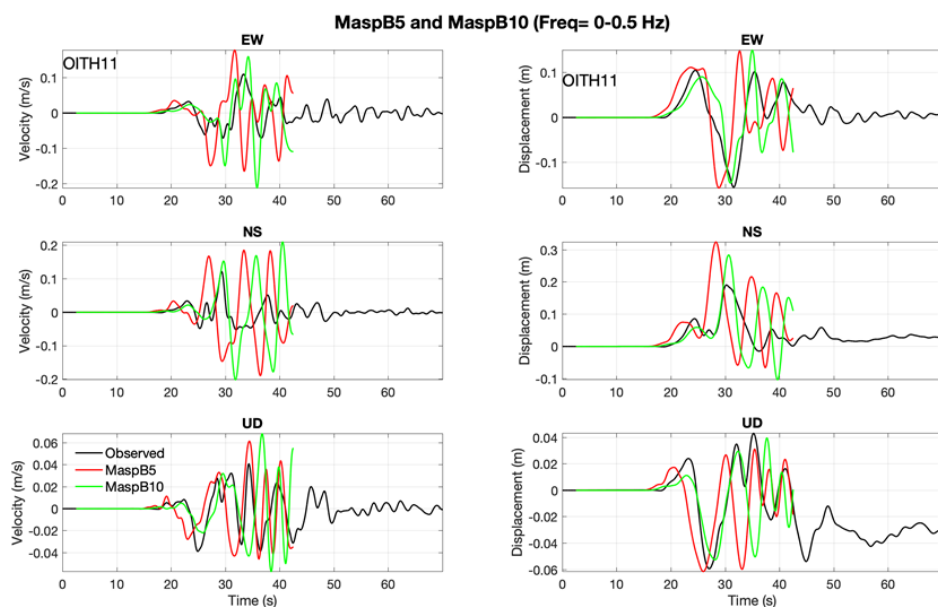 MaspB5 and MaspB10 (Freq= 0-0.5 Hz)
EW
OITH11
0.1
0
-0.1
-0.2
Velocity (m/s)
0 10 20 30 40 50 60
EW
OITH11
0.1
0
-0.1
Displacement (m)
0 10 20 30 40 50 60
NS
0.2
0.1
0
-0.1
-0.2
Velocity (m/s)
0 10 20 30 40 50 60
NS
0.3
0.2
0.1
0
-0.1
Displacement (m)
0 10 20 30 40 50 60
UD
Observed
MaspB5
MaspB10
0.06
0.04
0.02
0
-0.02
-0.04
Velocity (m/s)
0 10 20 30 40 50 60
Time (s)
UD
0.04
0.02
0
-0.02
-0.04
-0.06
Displacement (m)
0 10 20 30 40 50 60
Time (s)